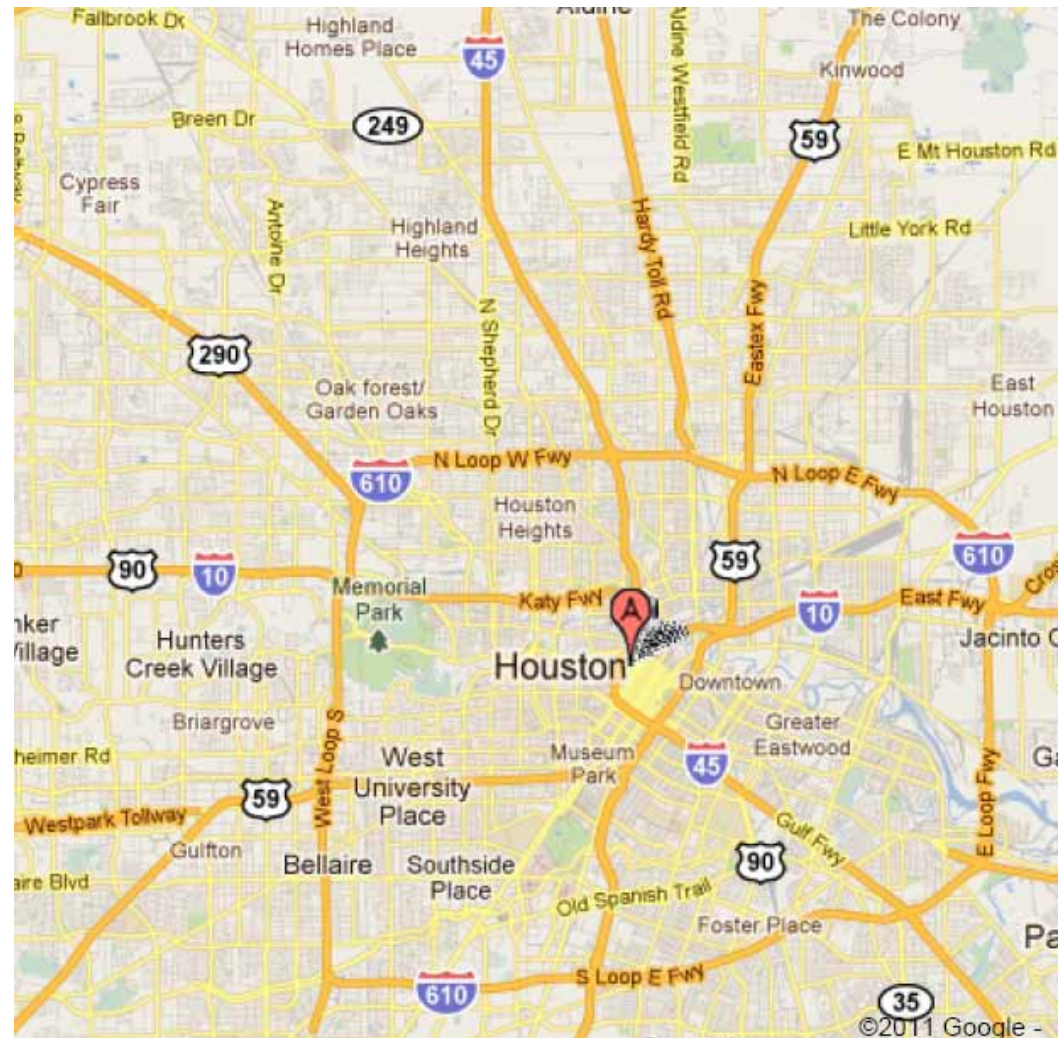 Fallbrook Dr
Highland
Homes Place
45
Aldine
Aldine Westfield Rd
The Colony
Kinwood
249
59
Breen Dr
E Mt Houston Rd
Cypress
Fair
Antoine Dr
Highland
Heights
Hardy Toll Rd
Little York Rd
290
N Shepherd Dr
Eastex Fwy
Oak forest/
Garden Oaks
East
Houston
N Loop W Fwy
610
N Loop E Fwy
Houston
Heights
90
10
59
610
Memorial
Park
Katy Fwy
A
10
East Fwy
Hunters
Creek Village
Village
Jacinto
Houston
Downtown
Briargrove
West Loop S
Greater
Eastwood
West
University
Place
Museum
Park
45
59
Westpark Tollway
Gulfton
Bellaire
Southside
Place
90
Gulf Fwy
E Loop Fwy
Old Spanish Trail
Foster Place
610
S Loop E Fwy
35
©2011 Google -